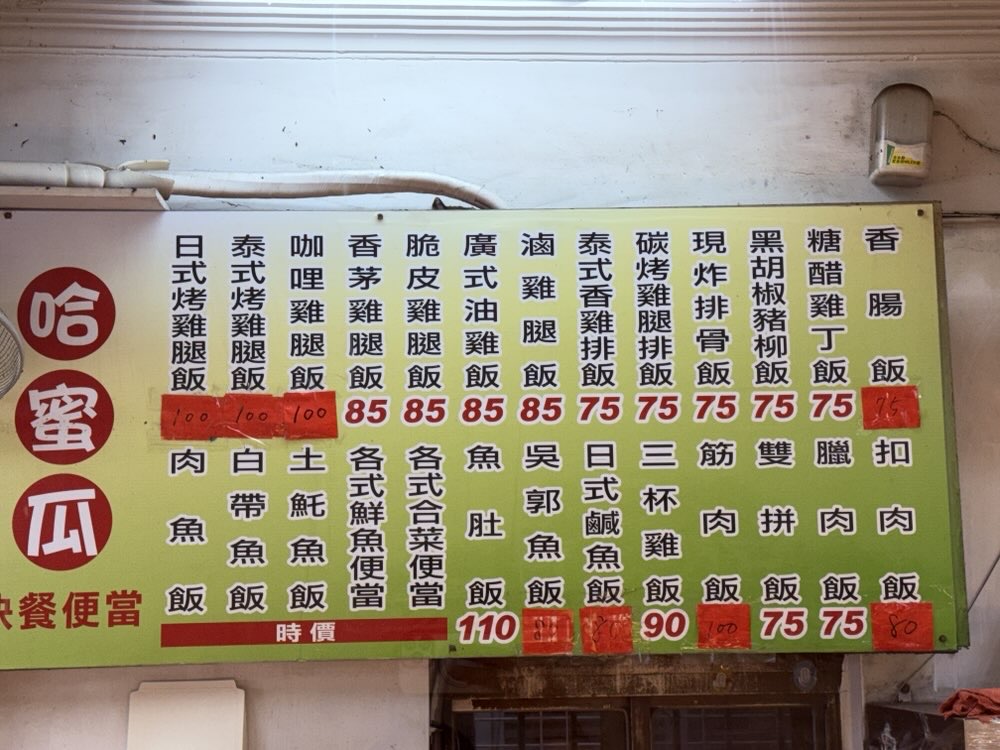 哈蜜瓜
快餐便當
日式烤雞腿飯 100
泰式烤雞腿飯 100
咖哩雞腿飯 100
香茅雞腿飯 85
脆皮雞腿飯 85
廣式油雞飯 85
滷雞腿飯 85
泰式香雞排飯 75
碳烤雞腿排飯 75
現炸排骨飯 75
黑胡椒豬柳飯 75
糖醋雞丁飯 75
香腸飯 75
肉魚飯
白帶魚飯
土魠魚飯
各式鮮魚便當
各式合菜便當
時價
魚肚飯 110
吳郭魚飯
日式鹹魚飯
三杯雞飯 90
筋肉飯 100
雙拼飯 75
臘肉飯 75
扣肉飯 80